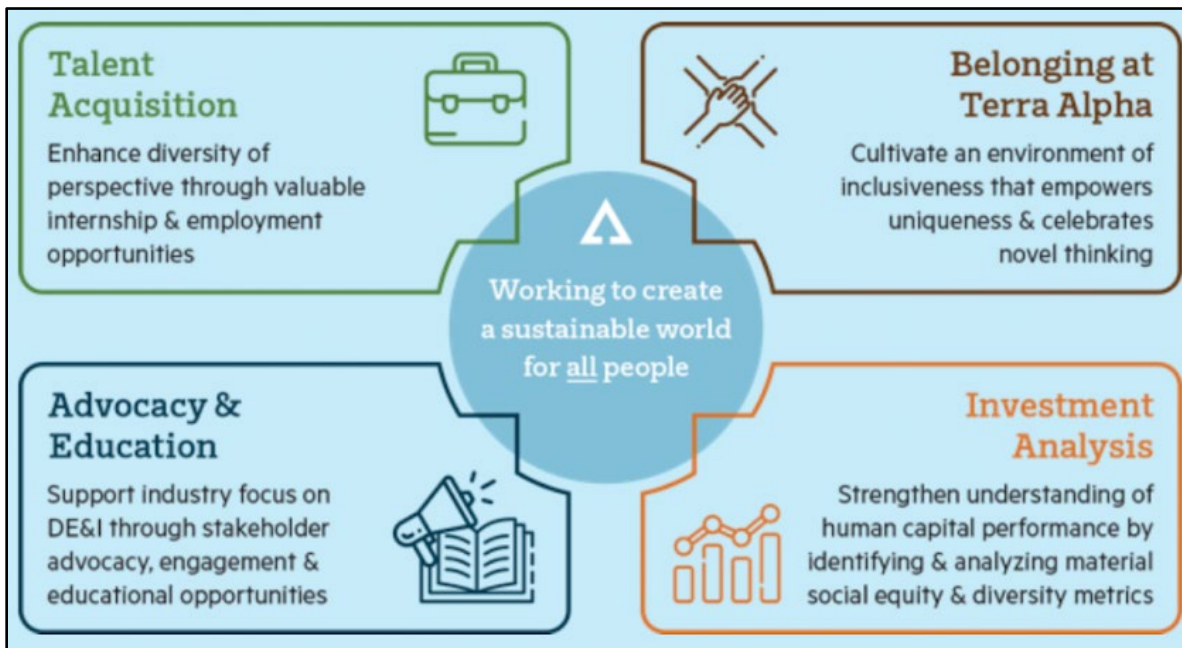 Talent
Acquisition
Enhance diversity of
perspective through valuable
internship & employment
opportunities
Belonging at
Terra Alpha
Cultivate an environment of
inclusiveness that empowers
uniqueness & celebrates
novel thinking
Working to create
a sustainable world
for all people
Advocacy &
Education
Support industry focus on
DE&I through stakeholder
advocacy, engagement &
educational opportunities
Investment
Analysis
Strengthen understanding of
human capital performance by
identifying & analyzing material
social equity & diversity metrics